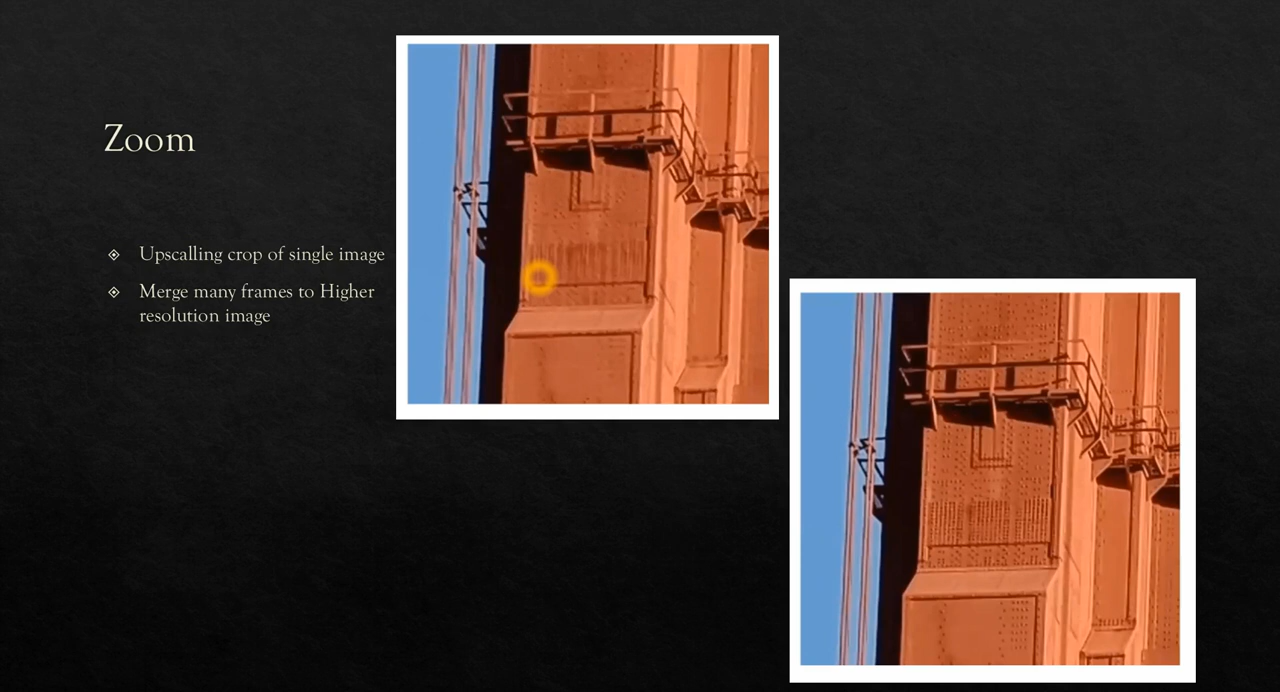 Zoom
Upscalling crop of single image
Merge many frames to Higher
resolution image